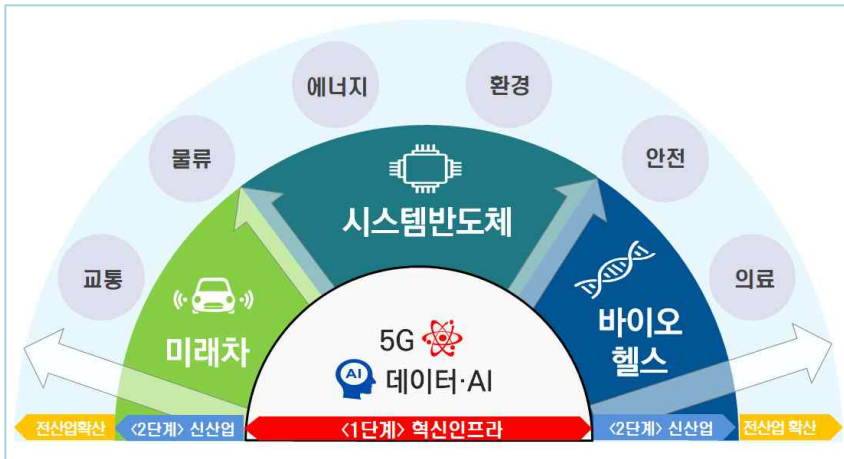 에너지
환경
물류
안전
시스템반도체
교통
의료
미래차
바이오
헬스
5G
AI
데이터·AI
전산업확산
<2단계> 신산업
<1단계> 혁신인프라
<2단계> 신산업
전산업 확산